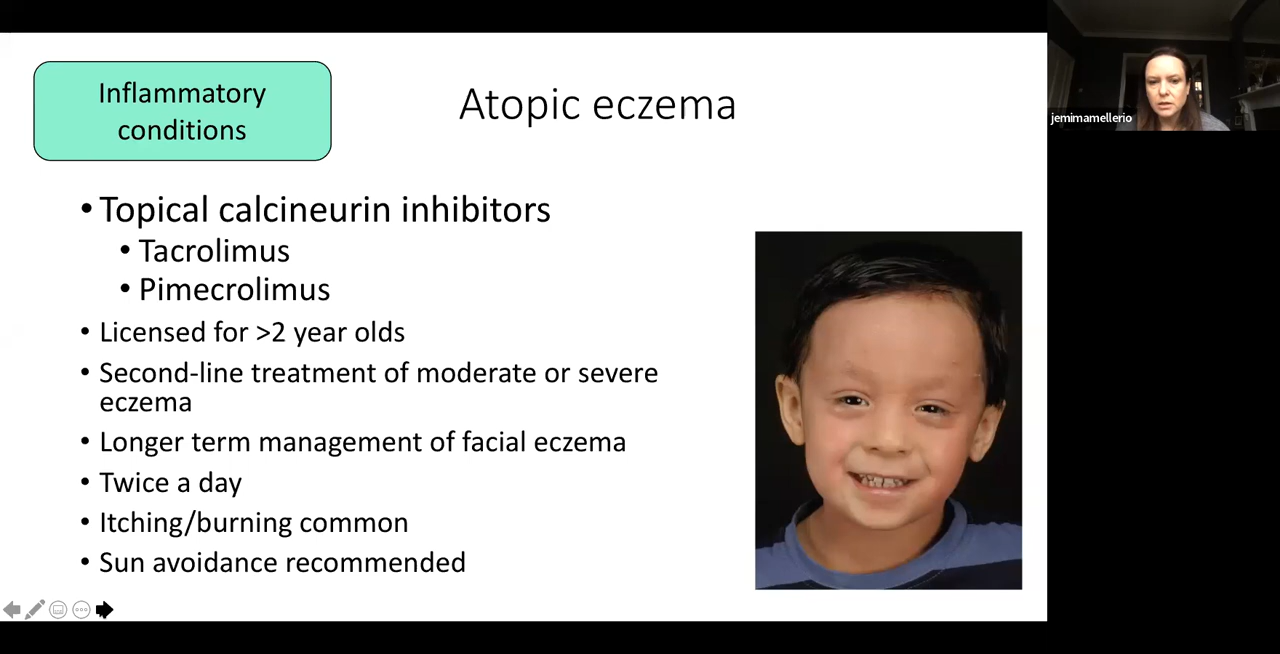 Inflammatory
conditions
Atopic eczema
jemimamellerio
• Topical calcineurin inhibitors
• Tacrolimus
• Pimecrolimus
• Licensed for >2 year olds
• Second-line treatment of moderate or severe
eczema
• Longer term management of facial eczema
• Twice a day
• Itching/burning common
• Sun avoidance recommended